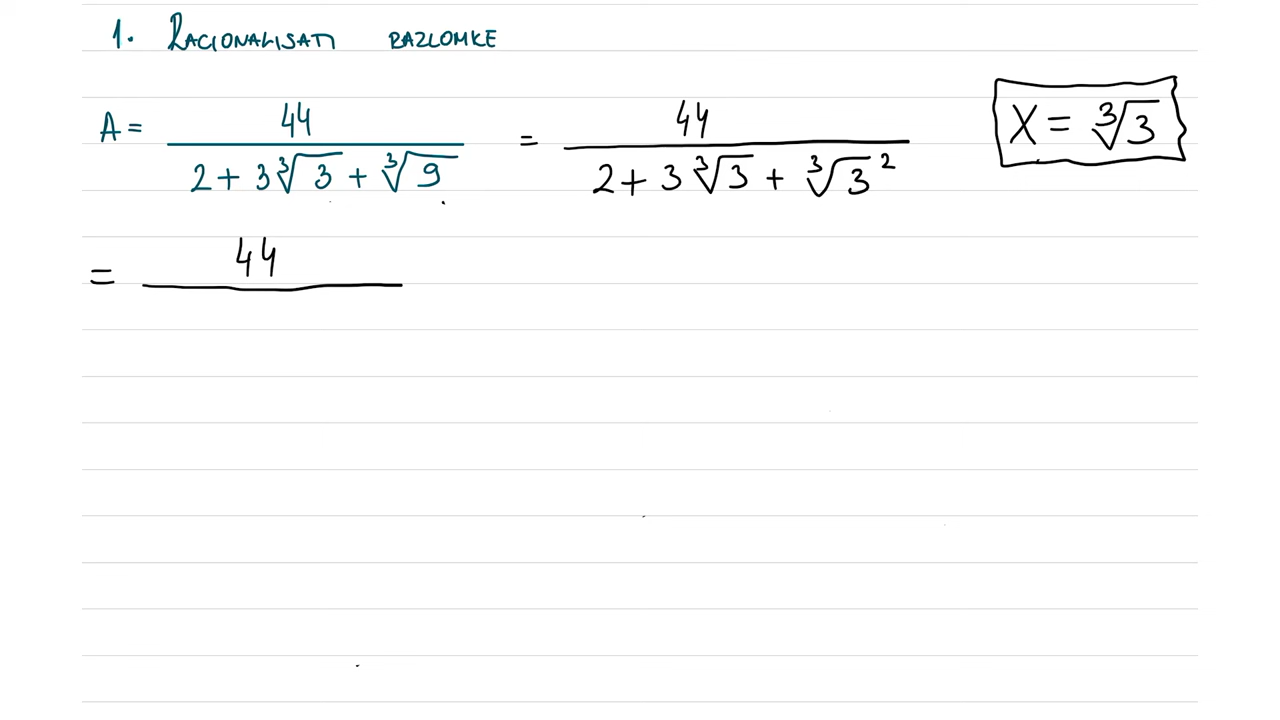 1. RACIONALISATI RAZLOMKE
A = 44 / (2 + 3∛3 + ∛9) = 44 / (2 + 3∛3 + ∛3²)
X = ∛3
= 44